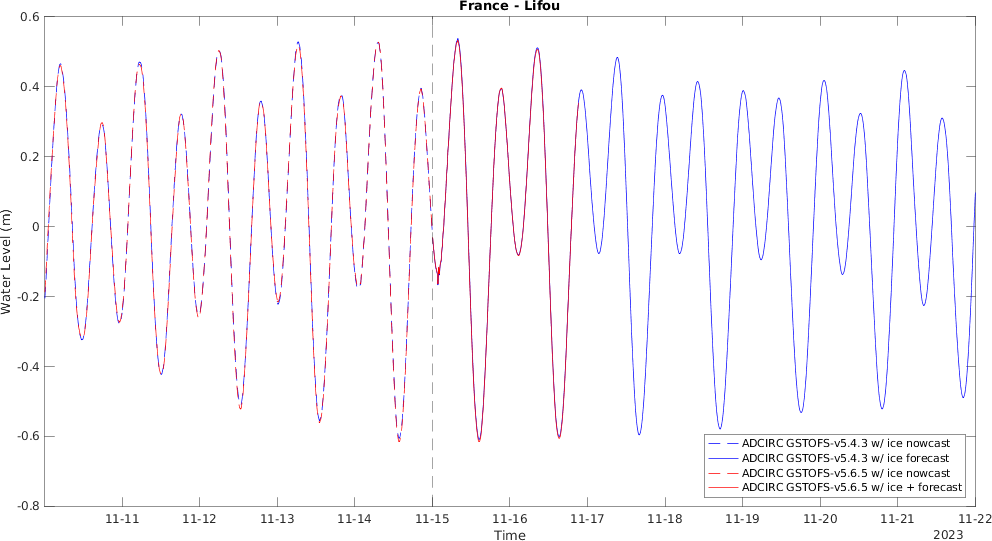 France - Lifou
0.6
0.4
0.2
0
-0.2
-0.4
-0.6
-0.8
Water Level (m)
ADCIRC GSTOFS-v5.4.3 w/ ice nowcast
ADCIRC GSTOFS-v5.4.3 w/ ice forecast
ADCIRC GSTOFS-v5.6.5 w/ ice nowcast
ADCIRC GSTOFS-v5.6.5 w/ ice + forecast
11-11 11-12 11-13 11-14 11-15 11-16 11-17 11-18 11-19 11-20 11-21 11-22
Time
2023